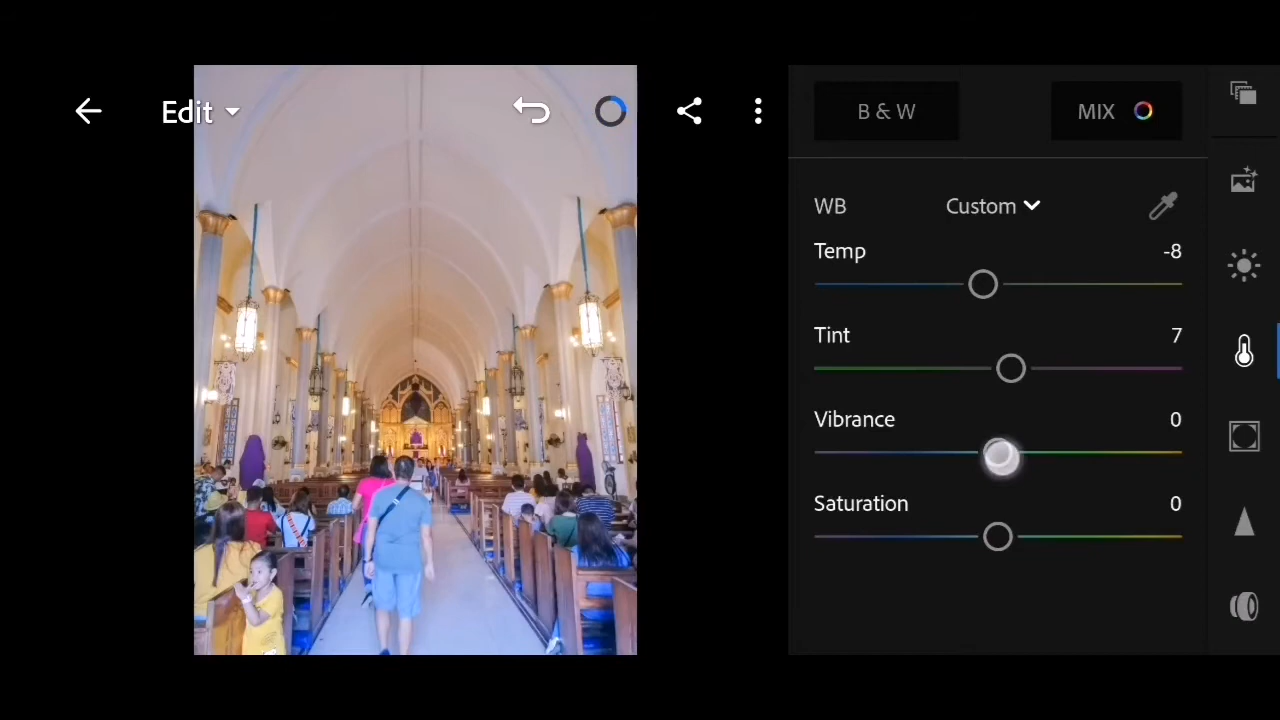 Edit
B & W
MIX
WB Custom
Temp -8
Tint 7
Vibrance 0
Saturation 0